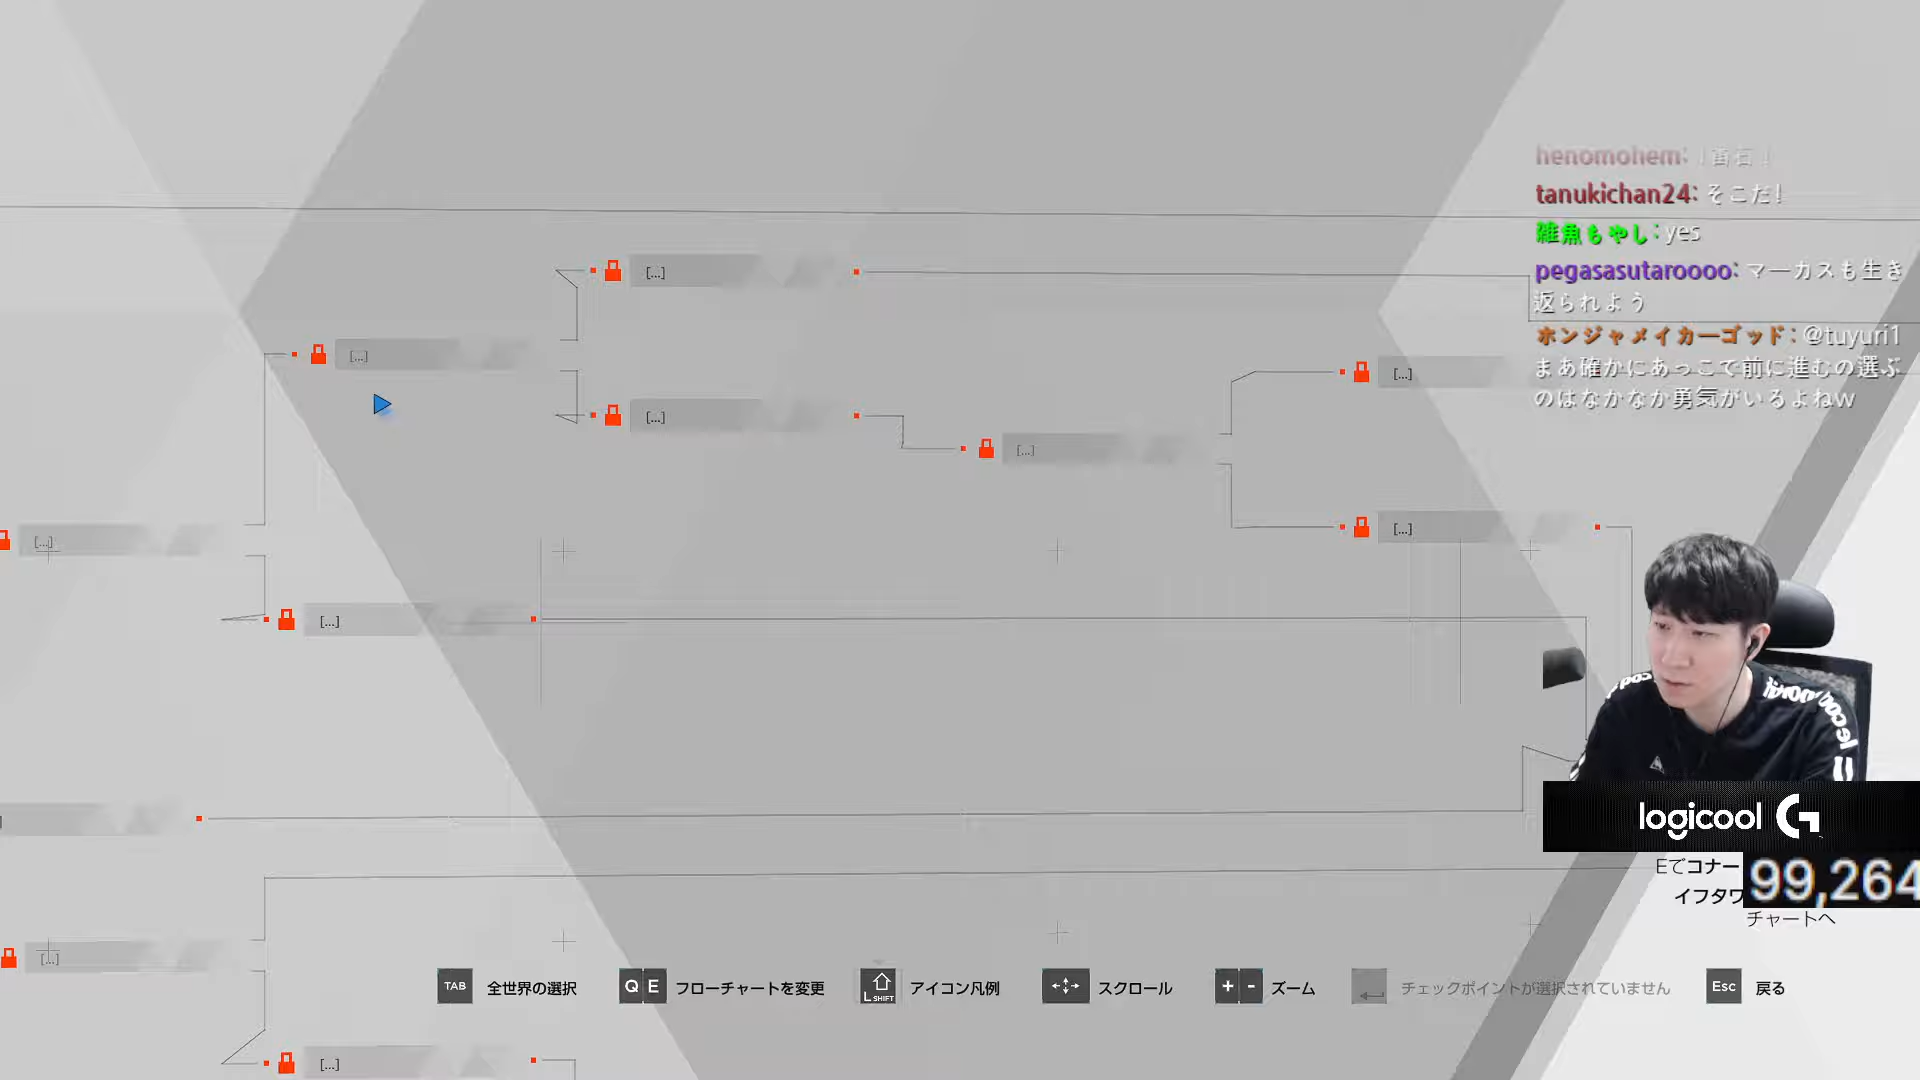 henomohem:
tanukichan24: そこだ!
雑魚もやし: yes
pegasasutaroooo: マーカスも生き
返られよう
ホンジャメイカーゴッド: @tuyuri1
まあ確かにあっこで前に進むの選ぶ
のはなかなか勇気がいるよねw
[...]
[...]
[...]
[...]
[...]
[...]
[...]
[...]
[...]
logicool G
Eでコナー
イフタワ
99,264
チャートへ
[...]
TAB 全世界の選択
Q E フローチャートを変更
L SHIFT アイコン凡例
スクロール
+ - ズーム
チェックポイントが選択されていません
Esc 戻る
[...]